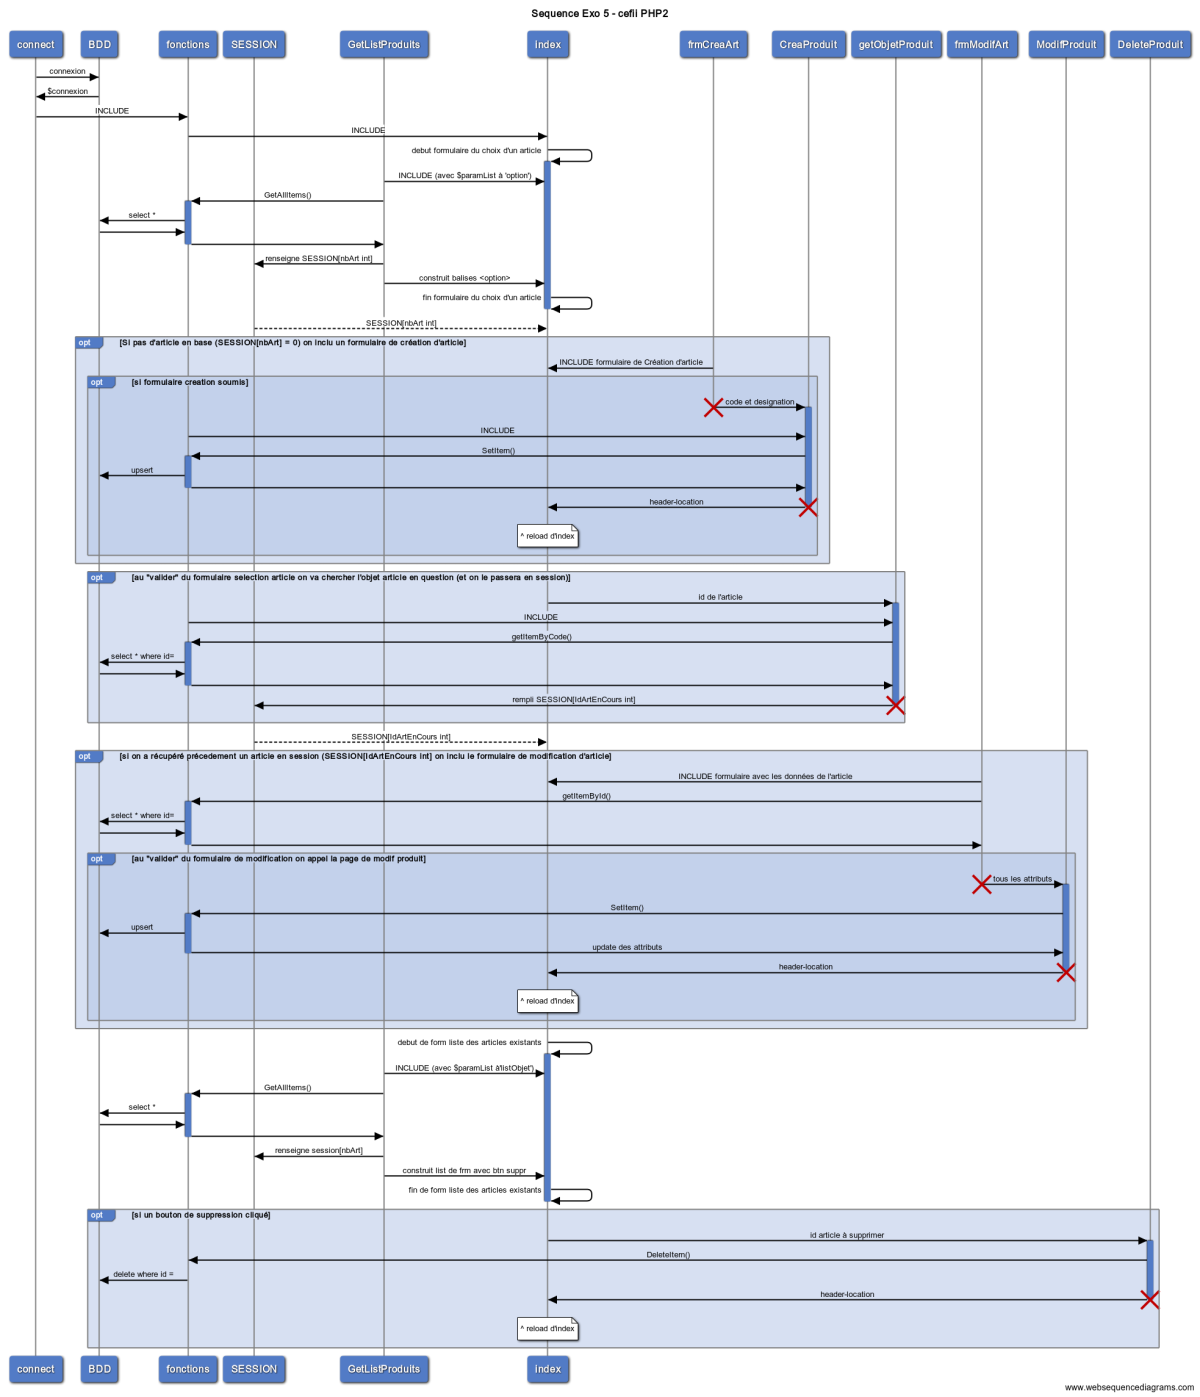 Sequence Exo 5 - cefii PHP2
connect BDD fonctions SESSION GetListProduits index frmCreaArt CreaProduit getObjetProduit frmModifArt ModifProduit DeleteProduit
connexion
$connexion
INCLUDE
INCLUDE
debut formulaire du choix d'un article
INCLUDE (avec $paramList à 'option')
GetAllItems()
select *
renseigne SESSION[nbArt int]
construit balises <option>
fin formulaire du choix d'un article
SESSION[nbArt int]
opt [Si pas d'article en base (SESSION[nbArt] = 0) on inclu un formulaire de création d'article]
INCLUDE formulaire de Création d'article
opt [si formulaire creation soumis]
code et designation
INCLUDE
SetItem()
upsert
header-location
^ reload d'index
opt [au "valider" du formulaire selection article on va chercher l'objet article en question (et on le passera en session)]
id de l'article
INCLUDE
getItemByCode()
select * where id=
rempli SESSION[IdArtEnCours int]
SESSION[IdArtEnCours int]
opt [si on a récupéré précedement un article en session (SESSION[IdArtEnCours int] on inclu le formulaire de modification d'article]
INCLUDE formulaire avec les données de l'article
getItemById()
select * where id=
opt [au "valider" du formulaire de modification on appel la page de modif produit]
tous les attributs
SetItem()
upsert
update des attributs
header-location
^ reload d'index
debut de form liste des articles existants
INCLUDE (avec $paramList à'listObjet')
GetAllItems()
select *
renseigne session[nbArt]
construit list de frm avec btn suppr
fin de form liste des articles existants
opt [si un bouton de suppression cliqué]
id article à supprimer
DeleteItem()
delete where id =
header-location
^ reload d'index
connect BDD fonctions SESSION GetListProduits index
www.websequencediagrams.com